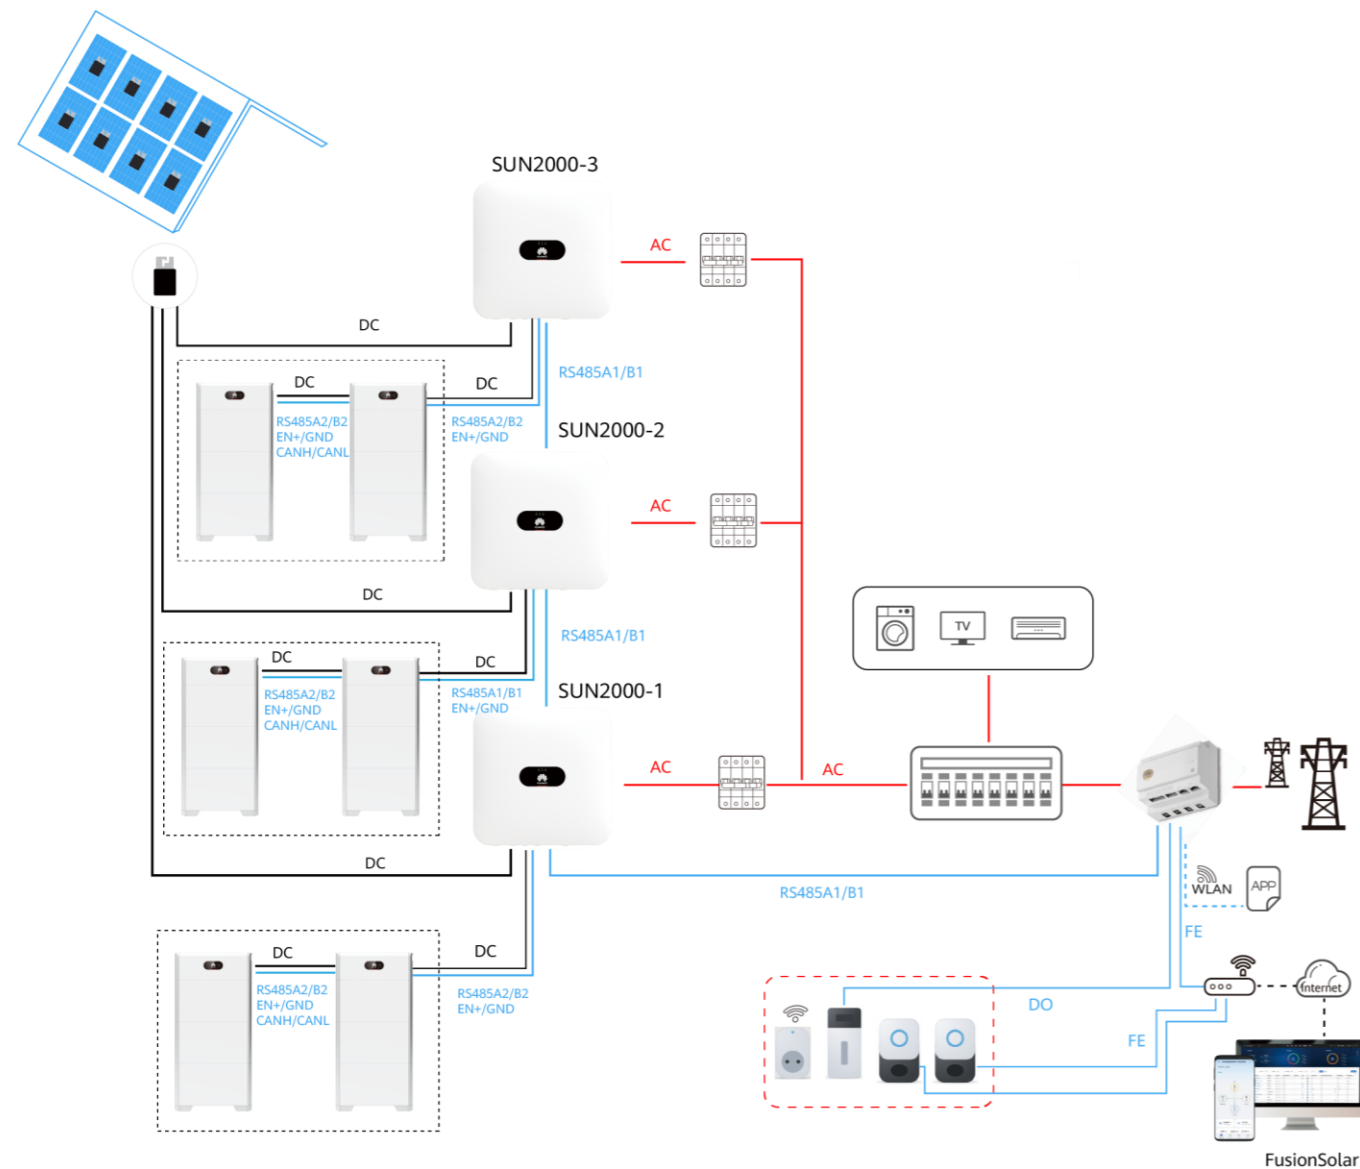 SUN2000-3
AC
DC
RS485A1/B1
DC
DC
RS485A2/B2
EN+/GND
CANH/CANL
RS485A2/B2
EN+/GND
SUN2000-2
AC
DC
RS485A1/B1
TV
DC
DC
RS485A2/B2
EN+/GND
CANH/CANL
RS485A1/B1
EN+/GND
SUN2000-1
AC
AC
DC
RS485A1/B1
WLAN
APP
FE
DC
DC
RS485A2/B2
EN+/GND
CANH/CANL
RS485A2/B2
EN+/GND
Internet
DO
FE
FusionSolar